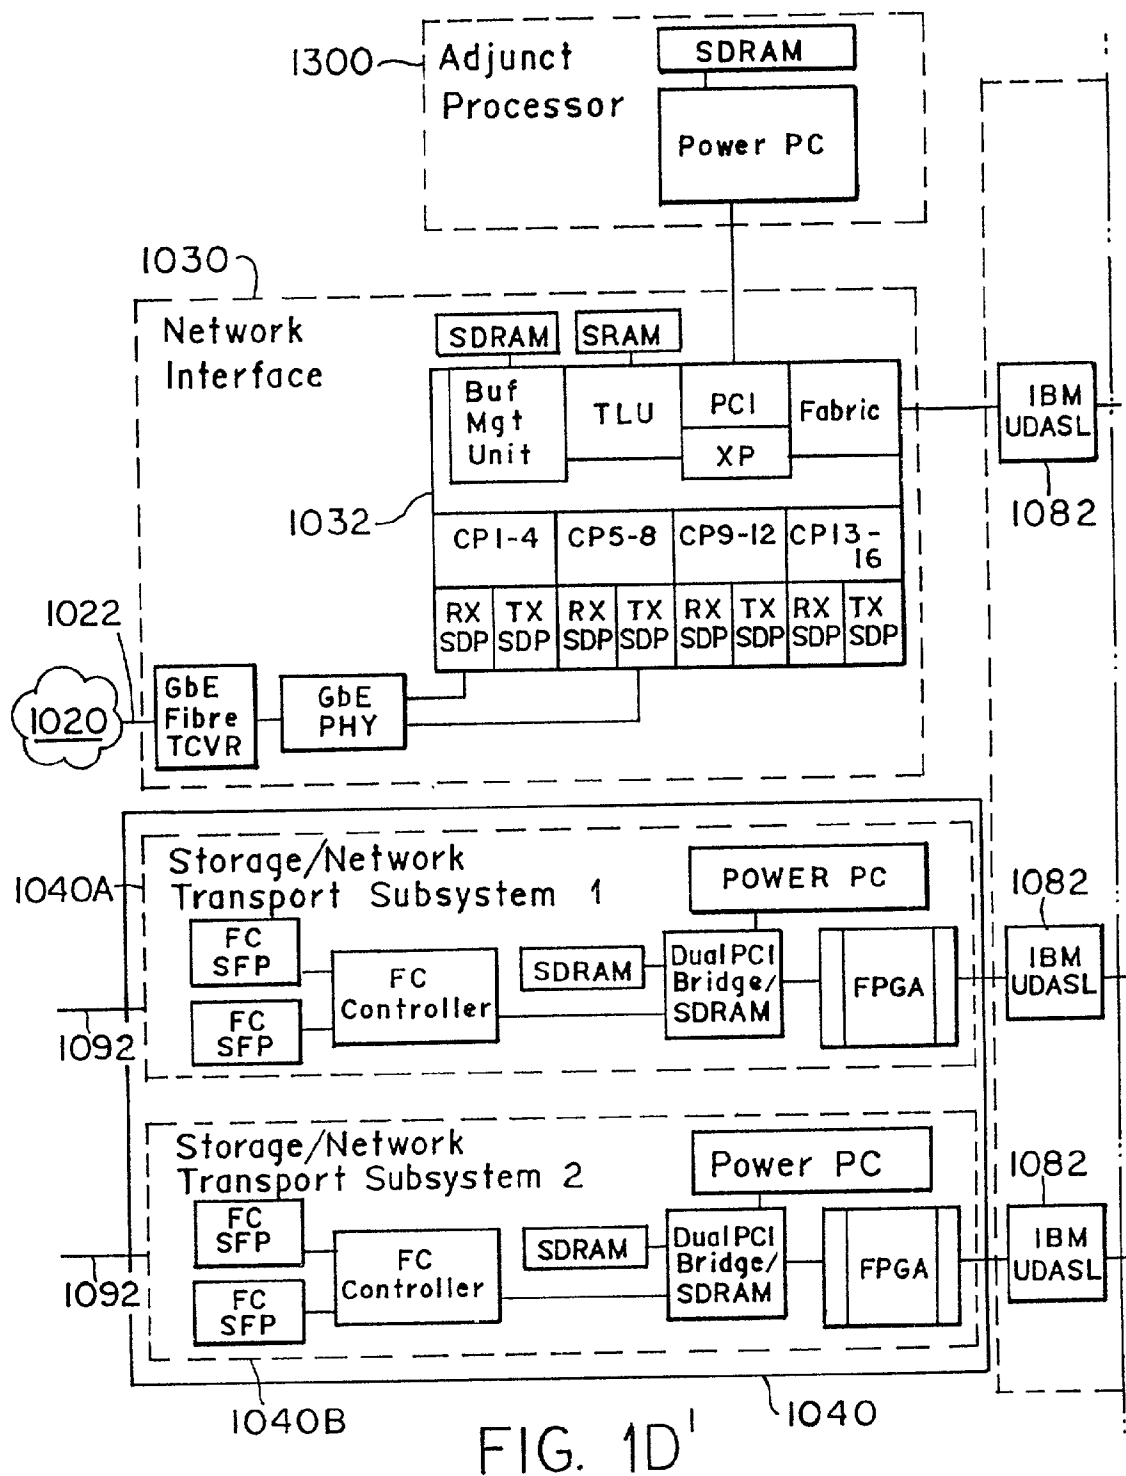 1300
Adjunct
Processor
SDRAM
Power PC
1030
Network
Interface
SDRAM
SRAM
Buf
Mgt
Unit
TLU
PCI
XP
Fabric
IBM
UDASL
1082
1032
CP1-4
CP5-8
CP9-12
CP13-
16
RX
SDP
TX
SDP
RX
SDP
TX
SDP
RX
SDP
TX
SDP
RX
SDP
TX
SDP
1022
1020
GbE
Fibre
TCVR
GbE
PHY
1040A
Storage/Network
Transport Subsystem 1
POWER PC
FC
SFP
FC
SFP
FC
Controller
SDRAM
Dual PCI
Bridge/
SDRAM
FPGA
1082
IBM
UDASL
1092
Storage/Network
Transport Subsystem 2
Power PC
FC
SFP
FC
SFP
FC
Controller
SDRAM
Dual PCI
Bridge/
SDRAM
FPGA
1082
IBM
UDASL
1092
1040B
1040
FIG. 1D'